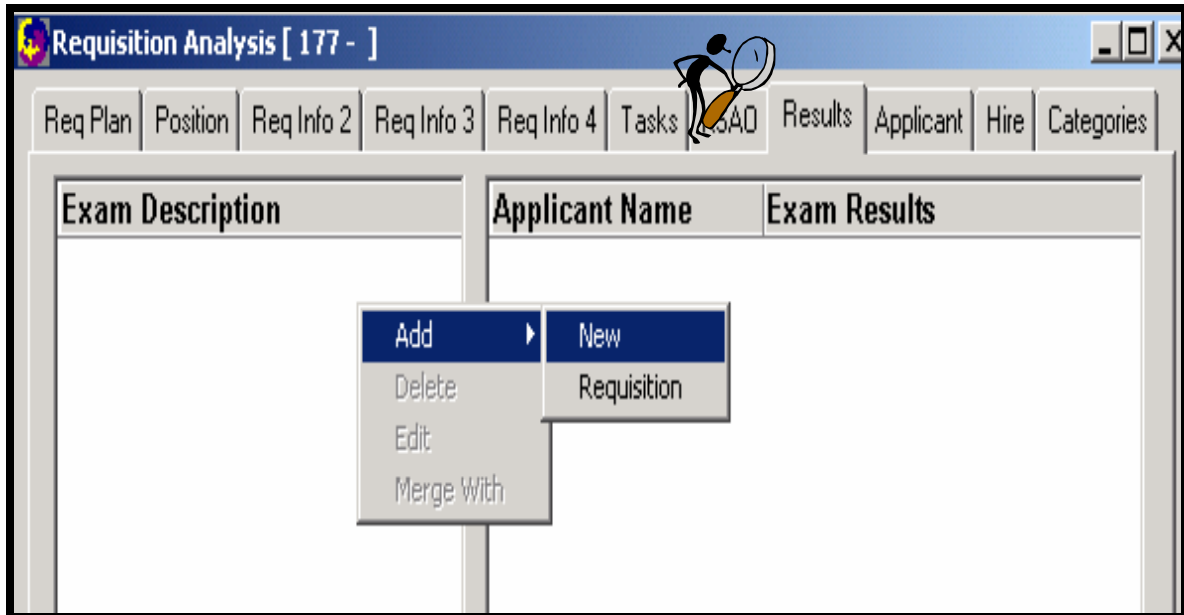 Requisition Analysis [ 177 - ]
Req Plan Position Req Info 2 Req Info 3 Req Info 4 Tasks Results Applicant Hire Categories
Exam Description Applicant Name Exam Results
Add New
Delete Requisition
Edit
Merge With